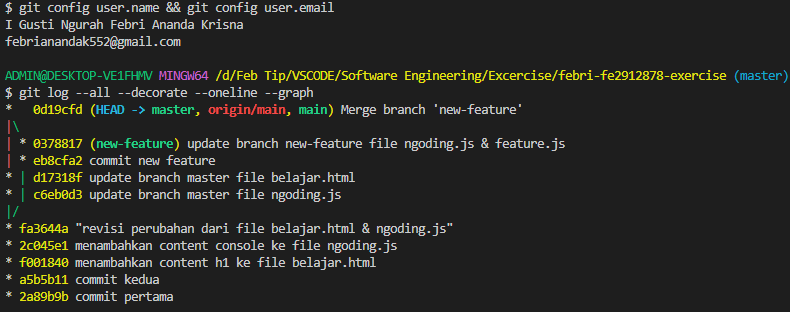 $ git config user.name && git config user.email
I Gusti Ngurah Febri Ananda Krisna
febrianandak552@gmail.com
ADMIN@DESKTOP-VE1FHMV MINGW64 /d/Feb Tip/VSCODE/Software Engineering/Excercise/febri-fe2912878-exercise (master)
$ git log --all --decorate --oneline --graph
*   0d19cfd (HEAD -> master, origin/main, main) Merge branch 'new-feature'
|\
| * 0378817 (new-feature) update branch new-feature file ngoding.js & feature.js
| * eb8cfa2 commit new feature
* | d17318f update branch master file belajar.html
* | c6eb0d3 update branch master file ngoding.js
|/
* fa3644a "revisi perubahan dari file belajar.html & ngoding.js"
* 2c045e1 menambahkan content console ke file ngoding.js
* f001840 menambahkan content h1 ke file belajar.html
* a5b5b11 commit kedua
* 2a89b9b commit pertama